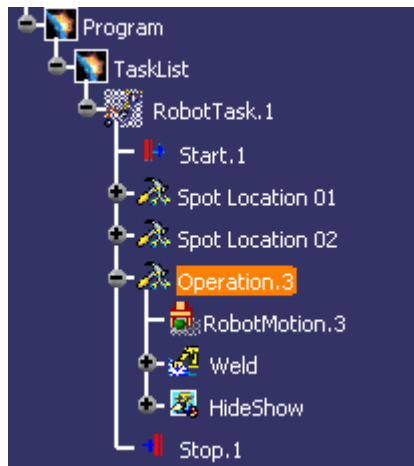 Program
TaskList
RobotTask.1
Start.1
Spot Location 01
Spot Location 02
Operation.3
RobotMotion.3
Weld
HideShow
Stop.1